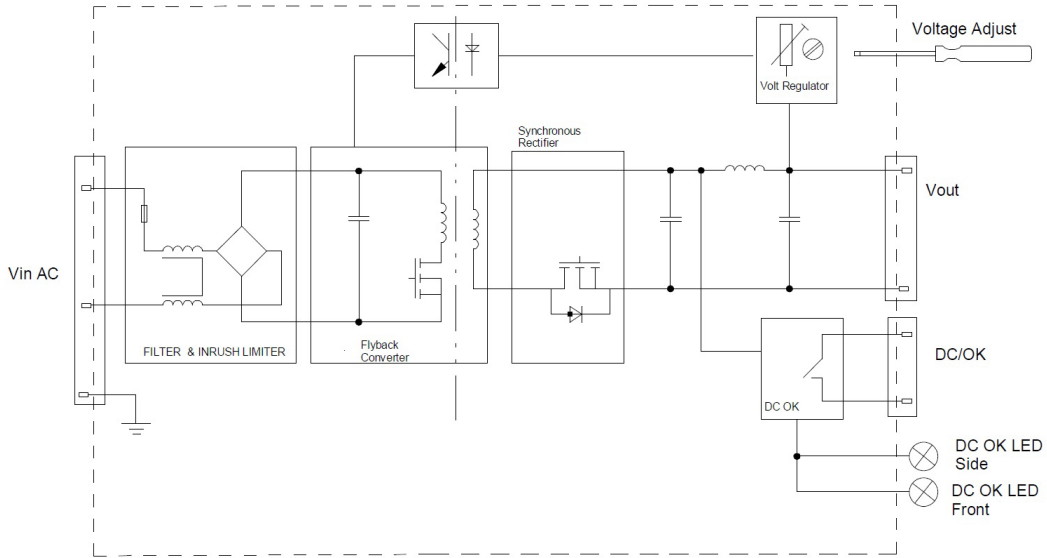 Voltage Adjust
Volt Regulator
Synchronous
Rectifier
Vout
Vin AC
FILTER & INRUSH LIMITER
Flyback
Converter
DC/OK
DC OK
DC OK LED
Side
DC OK LED
Front